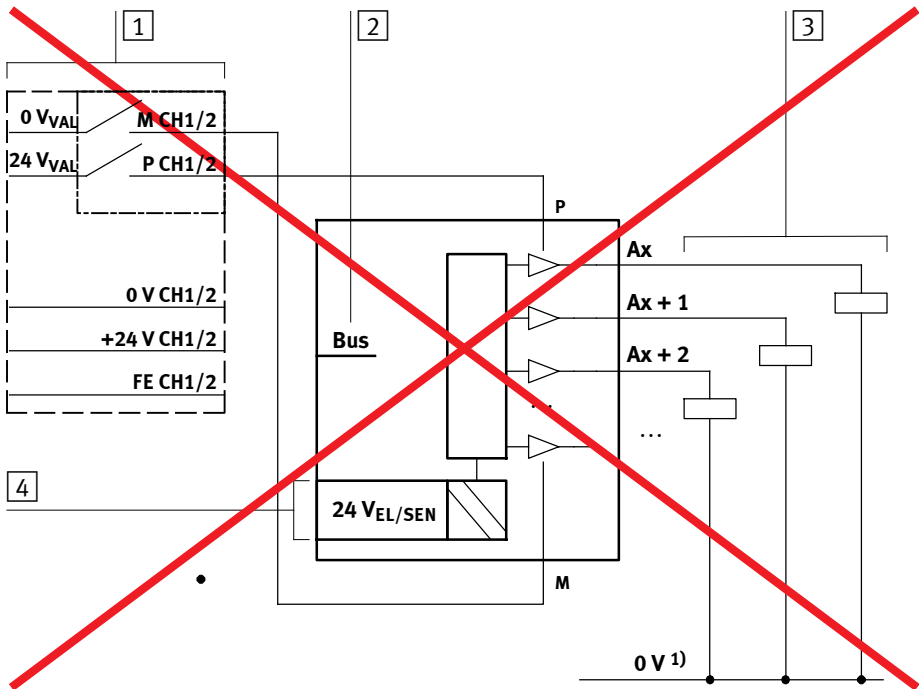 1
2
3
0 VVAL
M CH1/2
24 VVAL
P CH1/2
P
Ax
0 V CH1/2
Ax + 1
+24 V CH1/2
Bus
Ax + 2
FE CH1/2
...
...
4
24 VEL/SEN
M
0 V 1)